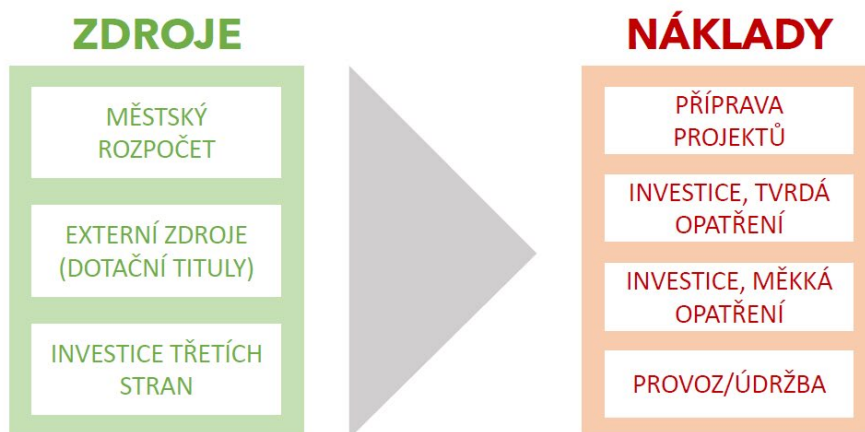 ZDROJE
MĚSTSKÝ
ROZPOČET
EXTERNÍ ZDROJE
(DOTAČNÍ TITULY)
INVESTICE TŘETÍCH
STRAN
NÁKLADY
PŘÍPRAVA
PROJEKTŮ
INVESTICE, TVRDÁ
OPATŘENÍ
INVESTICE, MĚKKÁ
OPATŘENÍ
PROVOZ/ÚDRŽBA